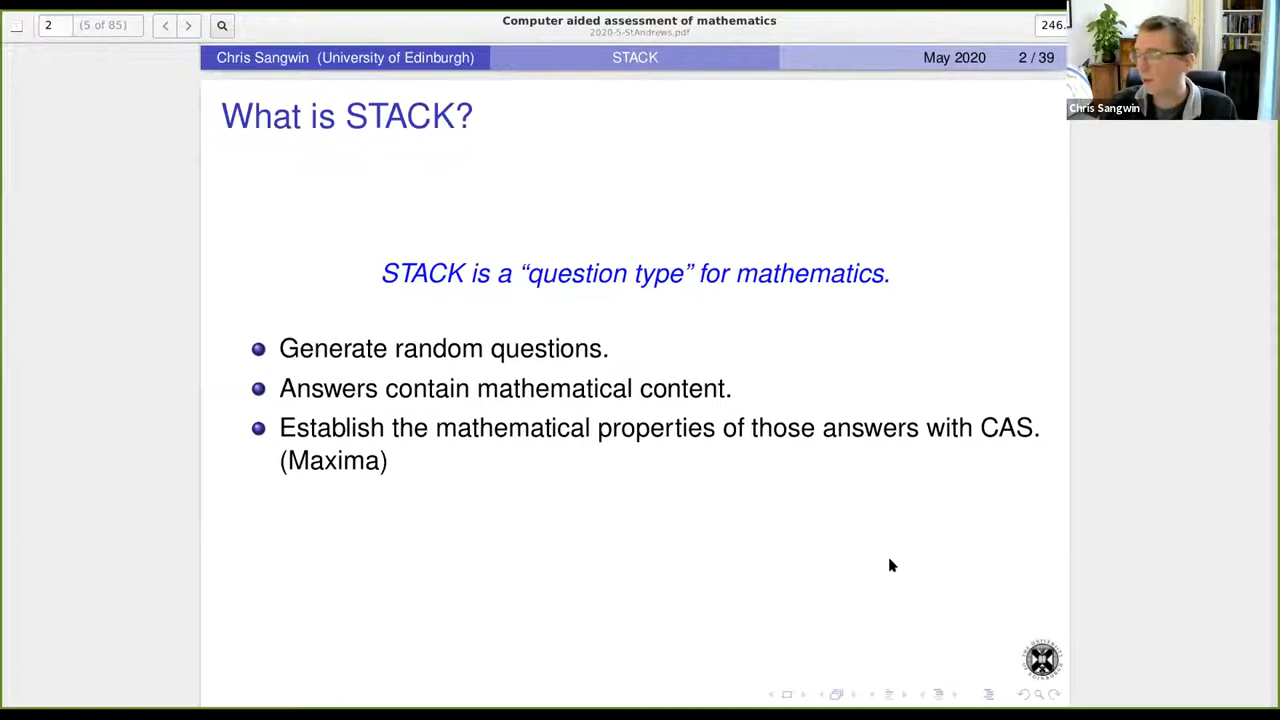 2
(5 of 85)
Computer aided assessment of mathematics
2020-5-StAndrews.pdf
246.
Chris Sangwin (University of Edinburgh)
STACK
May 2020
2 / 39
Chris Sangwin
What is STACK?
STACK is a “question type” for mathematics.
Generate random questions.
Answers contain mathematical content.
Establish the mathematical properties of those answers with CAS.
(Maxima)